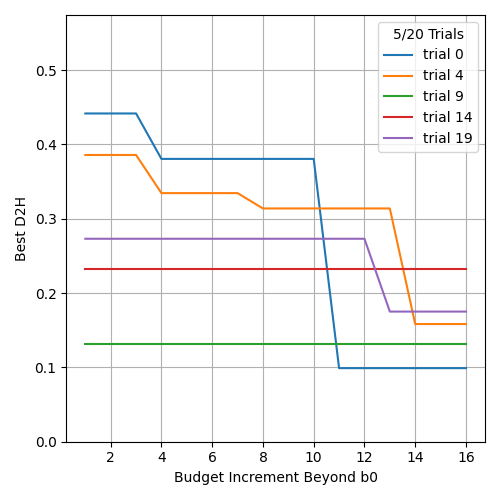 5/20 Trials
trial 0
trial 4
trial 9
trial 14
trial 19
Best D2H
0.5
0.4
0.3
0.2
0.1
0.0
2 4 6 8 10 12 14 16
Budget Increment Beyond b0